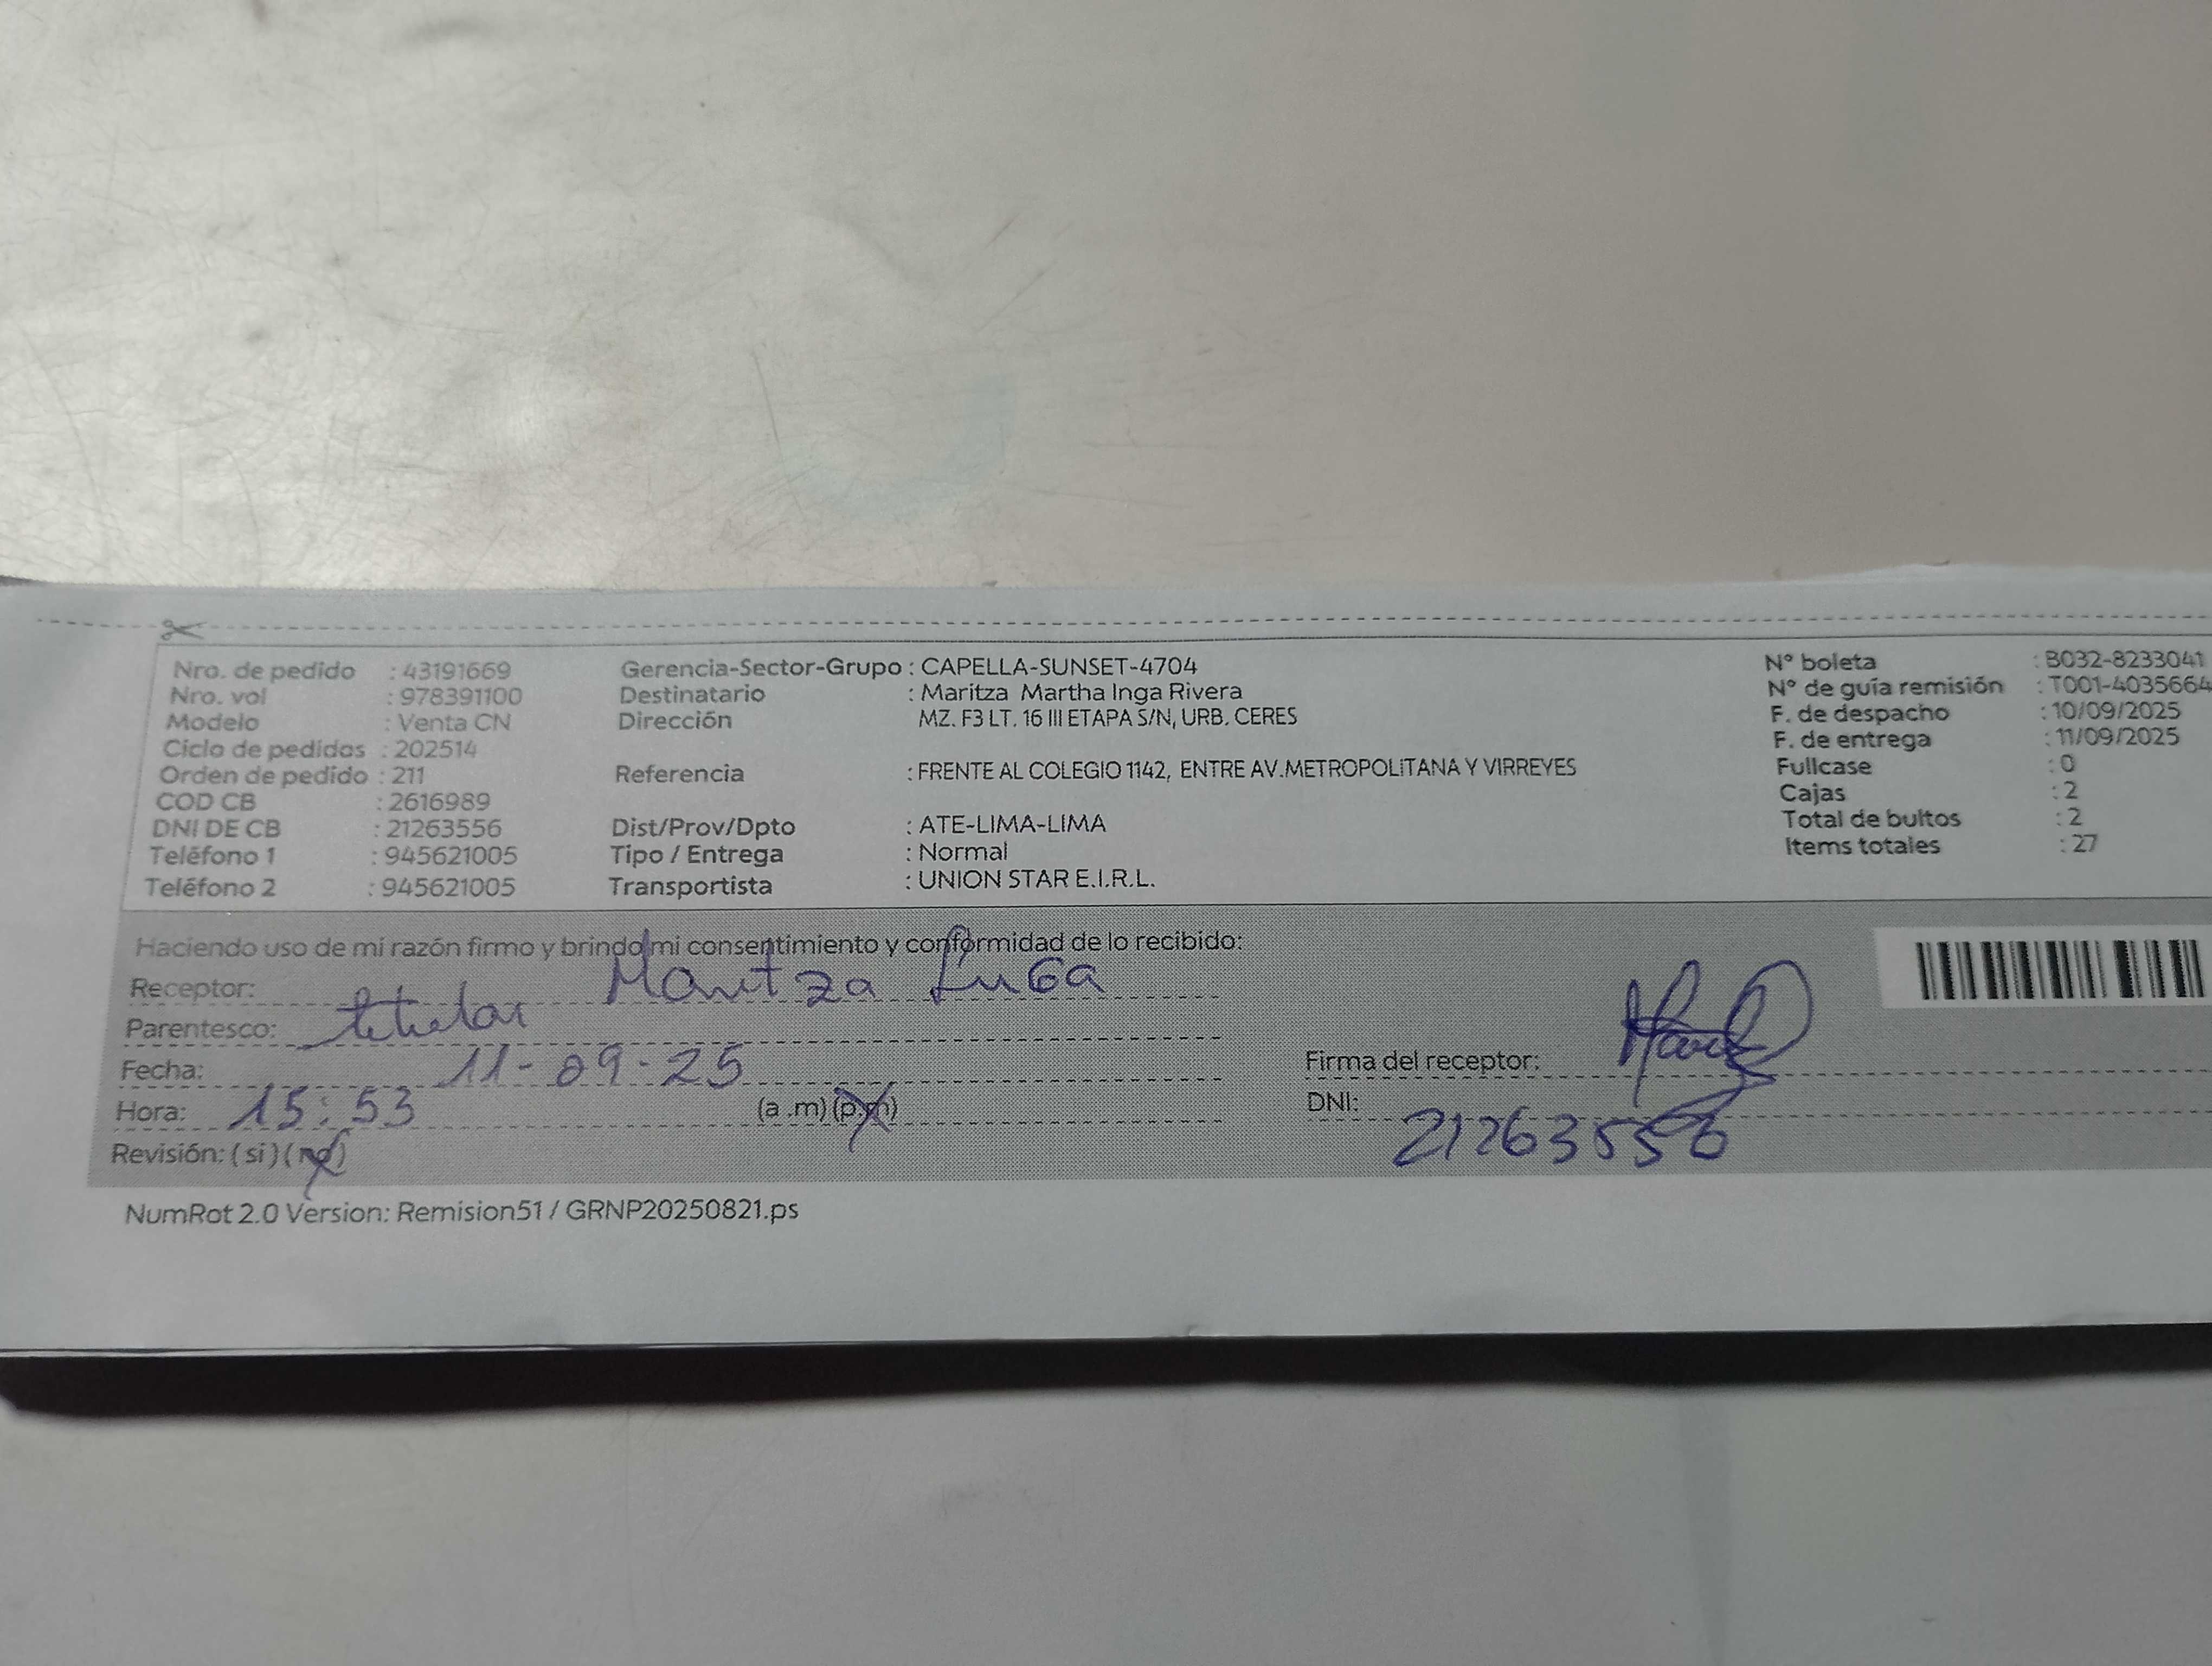 Nro. de pedido : 43191669 Gerencia-Sector-Grupo : CAPELLA-SUNSET-4704 N° boleta : B032-8233041
Nro. vol : 978391100 Destinatario : Maritza Martha Inga Rivera N° de guía remisión : T001-4035664
Modelo : Venta CN Dirección MZ. F3 LT. 16 III ETAPA S/N, URB. CERES F. de despacho : 10/09/2025
Ciclo de pedidos : 202514 F. de entrega : 11/09/2025
Orden de pedido : 211 Referencia : FRENTE AL COLEGIO 1142, ENTRE AV.METROPOLITANA Y VIRREYES Fullcase : 0
COD CB : 2616989 Cajas : 2
DNI DE CB : 21263556 Dist/Prov/Dpto : ATE-LIMA-LIMA Total de bultos : 2
Teléfono 1 : 945621005 Tipo / Entrega : Normal Items totales : 27
Teléfono 2 : 945621005 Transportista : UNION STAR E.I.R.L.
Haciendo uso de mi razón firmo y brindo mi consentimiento y conformidad de lo recibido:
Receptor: Maritza Inga
Parentesco: titular
Fecha: 11-09-25 Firma del receptor:
Hora: 15:53 (a.m) (p.m) DNI: 21263556
Revisión: (si) (no)
NumRot 2.0 Version: Remision51 / GRNP20250821.ps